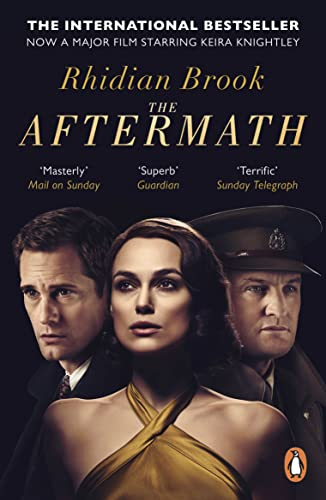 THE INTERNATIONAL BESTSELLER
NOW A MAJOR FILM STARRING KEIRA KNIGHTLEY
Rhidian Brook
THE
AFTERMATH
‘Masterly’
Mail on Sunday
‘Superb’
Guardian
‘Terrific’
Sunday Telegraph